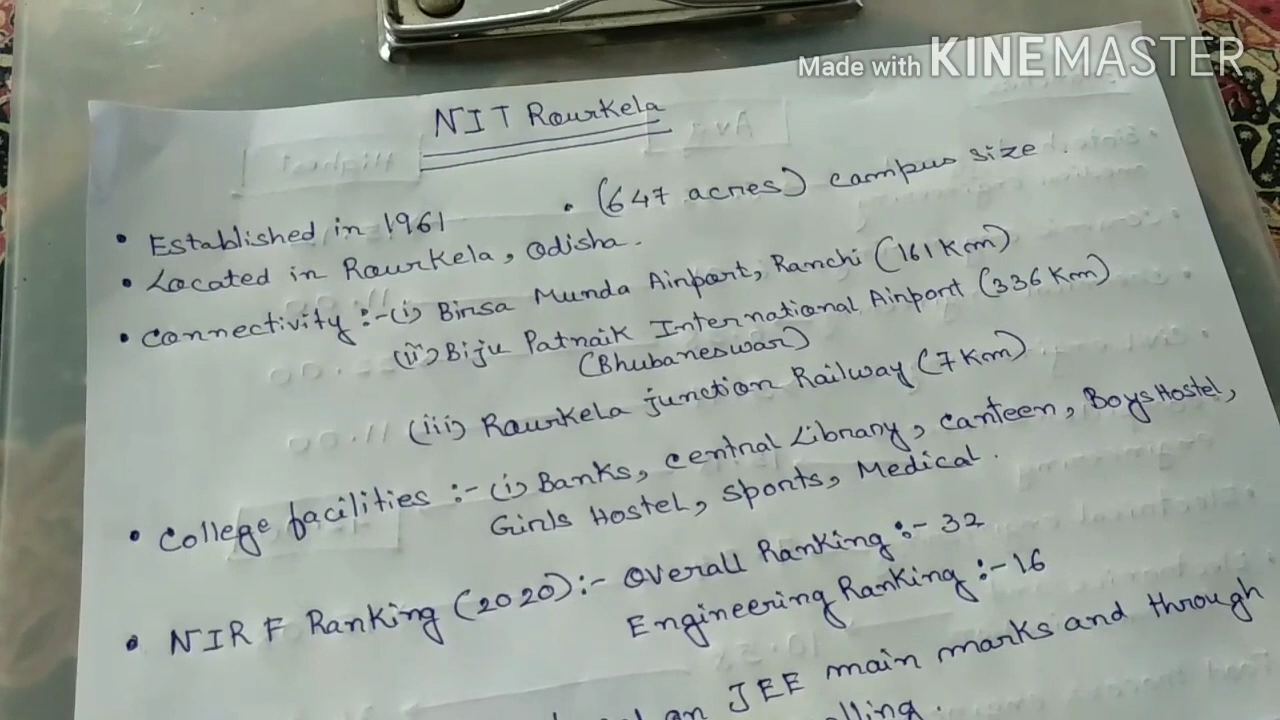 Made with KINEMASTER
NIT Rourkela
• Established in 1961 • (647 acres) campus size.
• Located in Rourkela, Odisha.
• Connectivity :- (i) Birsa Munda Airport, Ranchi (161 Km)
(ii) Biju Patnaik International Airport (336 Km)
(Bhubaneswar)
(iii) Rourkela junction Railway (7 Km)
• College facilities :- (i) Banks, central Library, canteen, Boys Hostel,
Girls Hostel, sports, Medical.
• NIRF Ranking (2020) :- Overall Ranking :- 32
Engineering Ranking :- 16
on JEE main marks and through